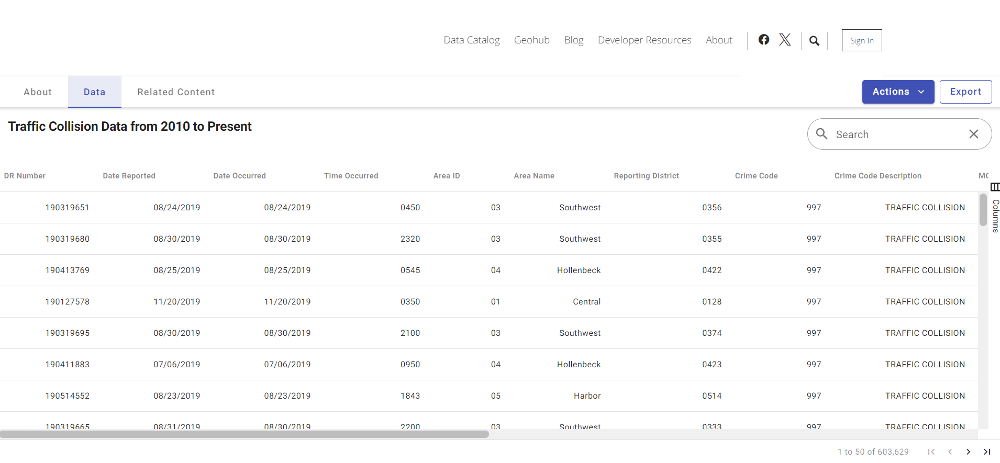 Data Catalog Geohub Blog Developer Resources About Sign In
About Data Related Content Actions Export
Traffic Collision Data from 2010 to Present
Search
DR Number Date Reported Date Occurred Time Occurred Area ID Area Name Reporting District Crime Code Crime Code Description MO
190319651 08/24/2019 08/24/2019 0450 03 Southwest 0356 997 TRAFFIC COLLISION
Columns
190319680 08/30/2019 08/30/2019 2320 03 Southwest 0355 997 TRAFFIC COLLISION
190413769 08/25/2019 08/25/2019 0545 04 Hollenbeck 0422 997 TRAFFIC COLLISION
190127578 11/20/2019 11/20/2019 0350 01 Central 0128 997 TRAFFIC COLLISION
190319695 08/30/2019 08/30/2019 2100 03 Southwest 0374 997 TRAFFIC COLLISION
190411883 07/06/2019 07/06/2019 0950 04 Hollenbeck 0423 997 TRAFFIC COLLISION
190514552 08/23/2019 08/23/2019 1843 05 Harbor 0514 997 TRAFFIC COLLISION
190319665 08/31/2019 08/30/2019 2200 03 Southwest 0333 997 TRAFFIC COLLISION
1 to 50 of 603,629